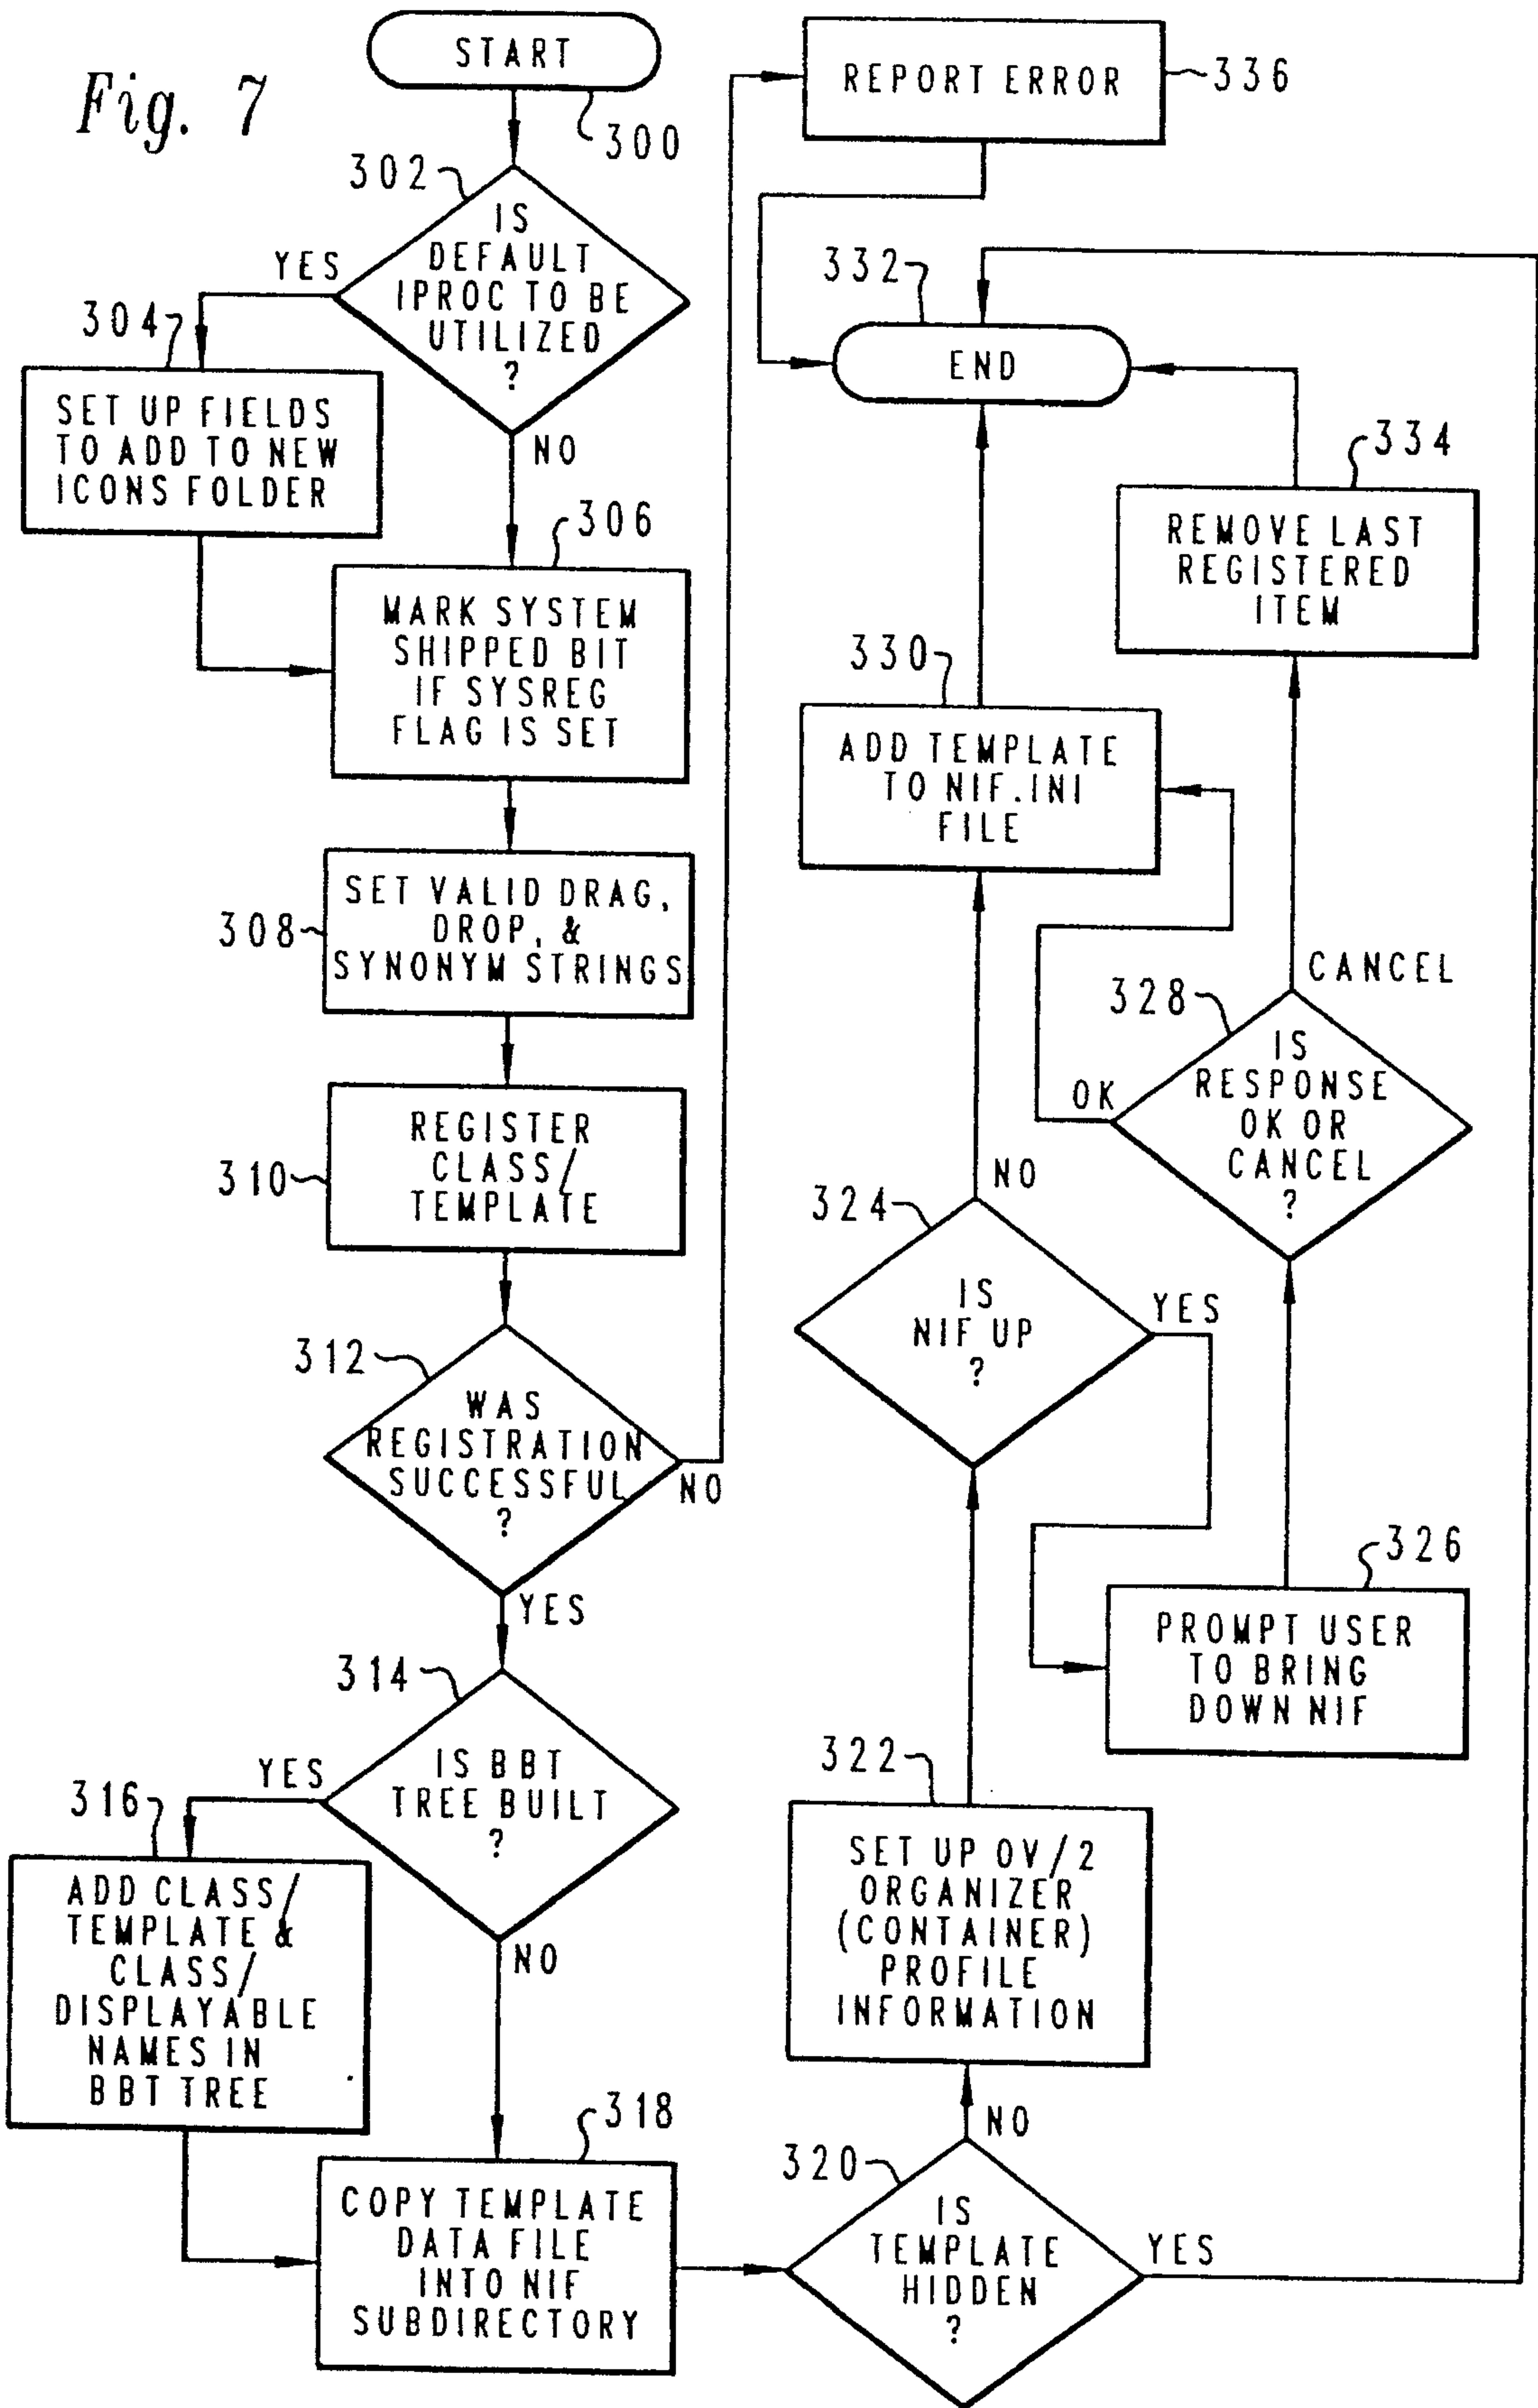 Fig. 7
START
300
302
IS
DEFAULT
IPROC TO BE
UTILIZED
?
YES
NO
304
SET UP FIELDS
TO ADD TO NEW
ICONS FOLDER
306
MARK SYSTEM
SHIPPED BIT
IF SYSREG
FLAG IS SET
308
SET VALID DRAG,
DROP, &
SYNONYM STRINGS
310
REGISTER
CLASS/
TEMPLATE
312
WAS
REGISTRATION
SUCCESSFUL
?
NO
YES
314
IS BBT
TREE BUILT
?
YES
NO
316
ADD CLASS/
TEMPLATE &
CLASS/
DISPLAYABLE
NAMES IN
BBT TREE
318
COPY TEMPLATE
DATA FILE
INTO NIF
SUBDIRECTORY
320
IS
TEMPLATE
HIDDEN
?
YES
NO
322
SET UP OV/2
ORGANIZER
(CONTAINER)
PROFILE
INFORMATION
324
IS
NIF UP
?
YES
NO
326
PROMPT USER
TO BRING
DOWN NIF
328
IS
RESPONSE
OK OR
CANCEL
?
OK
CANCEL
330
ADD TEMPLATE
TO NIF.INI
FILE
334
REMOVE LAST
REGISTERED
ITEM
332
END
REPORT ERROR
336